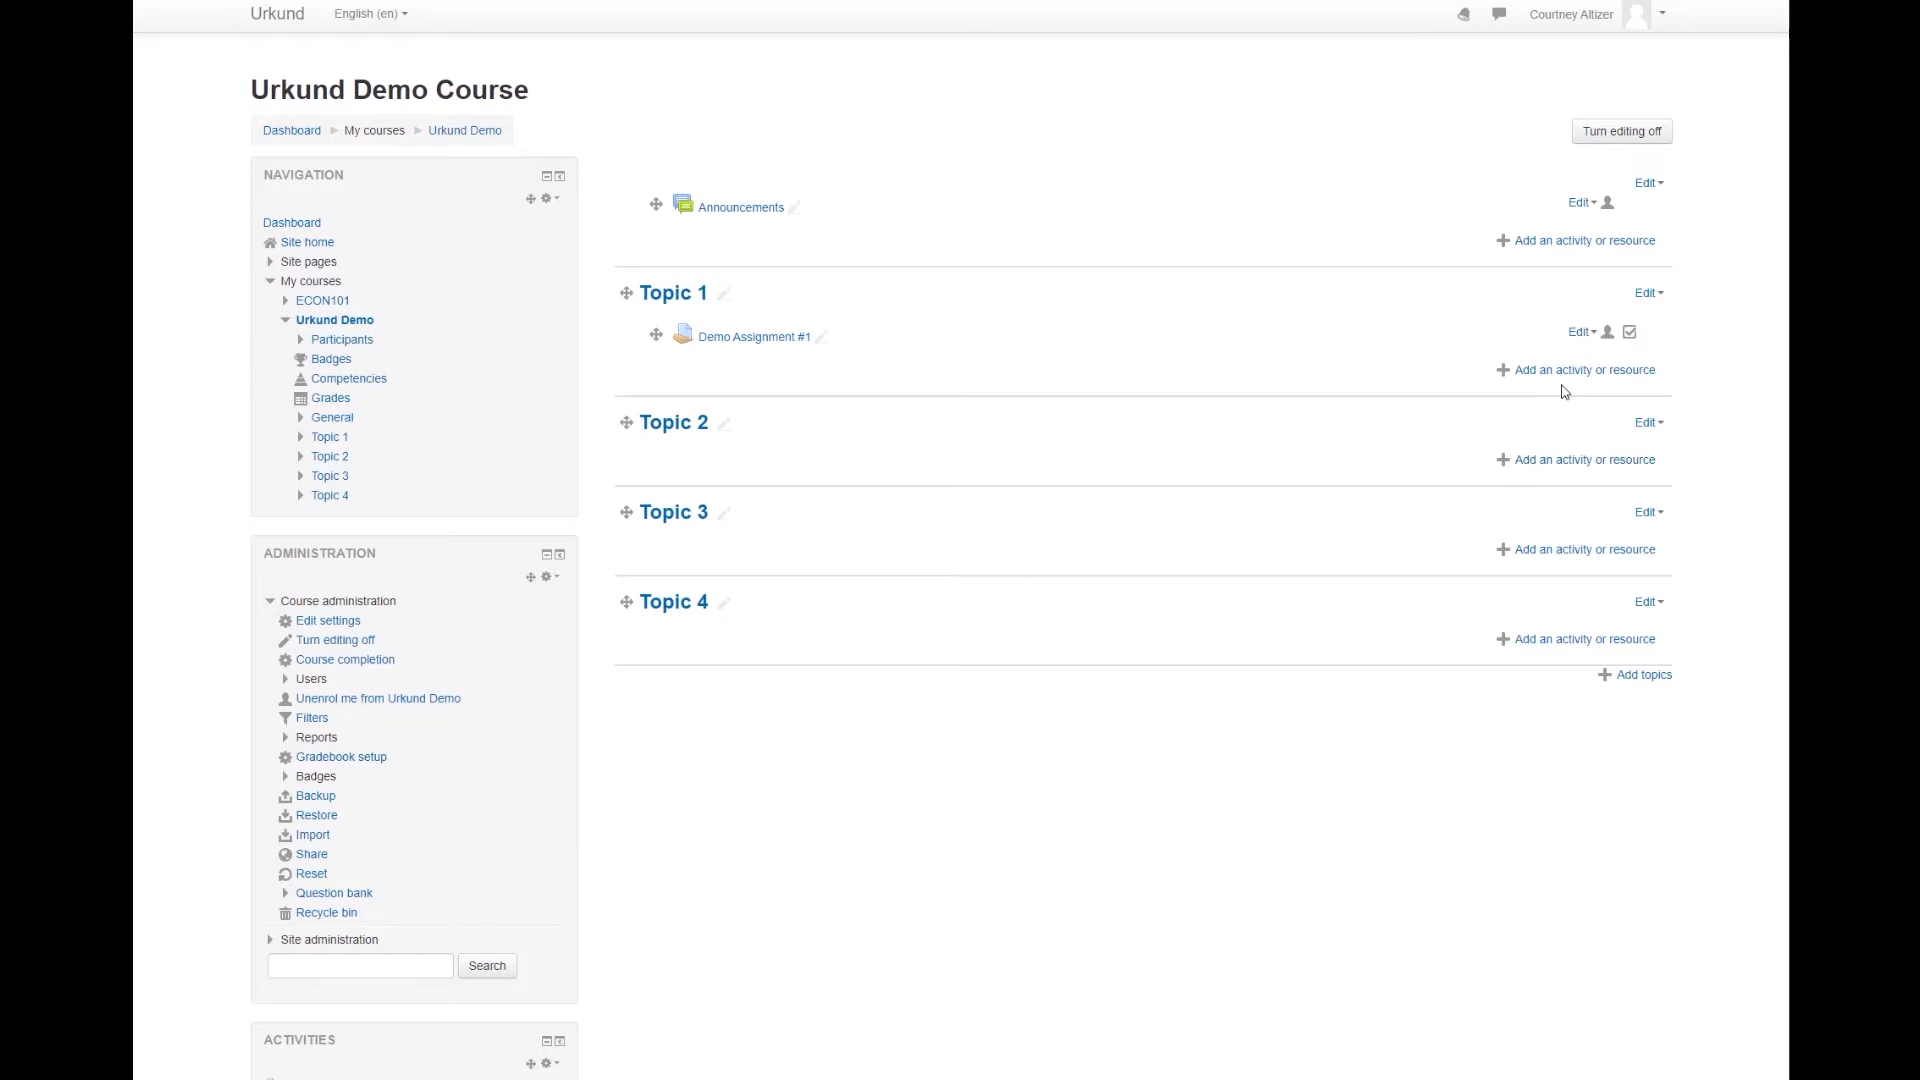 Urkund English (en) Courtney Altizer
Urkund Demo Course
Dashboard My courses Urkund Demo
Turn editing off
NAVIGATION
Dashboard
Site home
Site pages
My courses
ECON101
Urkund Demo
Participants
Badges
Competencies
Grades
General
Topic 1
Topic 2
Topic 3
Topic 4
ADMINISTRATION
Course administration
Edit settings
Turn editing off
Course completion
Users
Unenrol me from Urkund Demo
Filters
Reports
Gradebook setup
Badges
Backup
Restore
Import
Share
Reset
Question bank
Recycle bin
Site administration
Search
ACTIVITIES
Edit
Announcements Edit
Add an activity or resource
Topic 1 Edit
Demo Assignment #1 Edit
Add an activity or resource
Topic 2 Edit
Add an activity or resource
Topic 3 Edit
Add an activity or resource
Topic 4 Edit
Add an activity or resource
Add topics